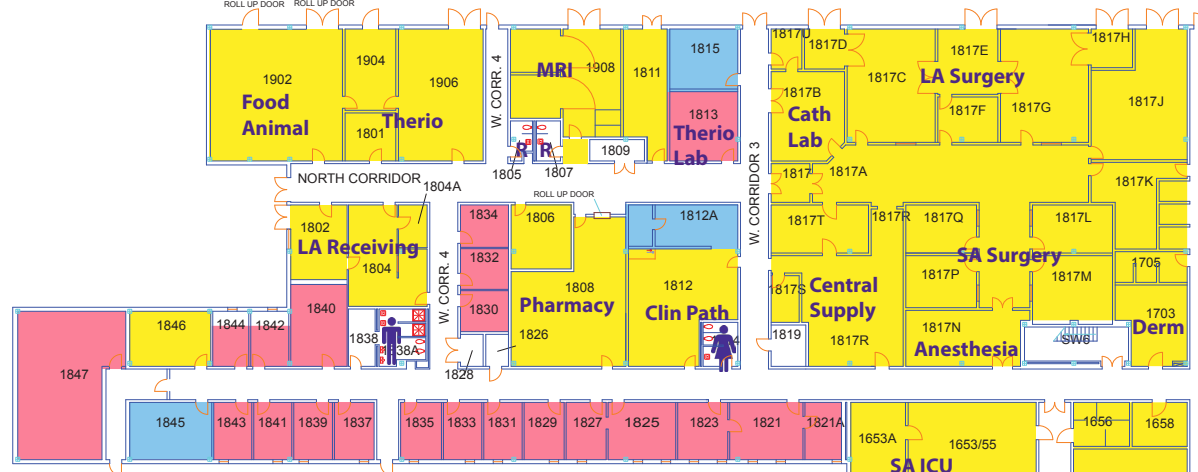 ROLL UP DOOR
ROLL UP DOOR
1902
Food
Animal
1904
1801
Therio
1906
W. CORR. 4
MRI
1908
1811
1815
1813
Therio
Lab
R
R
1805
1807
1809
W. CORRIDOR 3
1817U
1817D
1817B
Cath
Lab
1817C
1817E
LA Surgery
1817F
1817G
1817H
1817J
1817
1817A
1817K
NORTH CORRIDOR
1804A
ROLL UP DOOR
1802
LA Receiving
1804
1834
1832
1830
W. CORR. 4
1806
1808
Pharmacy
1812A
1812
Clin Path
1817T
1817R
1817Q
1817L
SA Surgery
1817P
1817M
1705
1817S
Central
Supply
1703
Derm
1817N
Anesthesia
SW6
1819
1817R
1847
1846
1844
1842
1840
1838
1838A
1828
1826
1845
1843
1841
1839
1837
1835
1833
1831
1829
1827
1825
1823
1821
1821A
1653A
1653/55
SA ICU
1656
1658